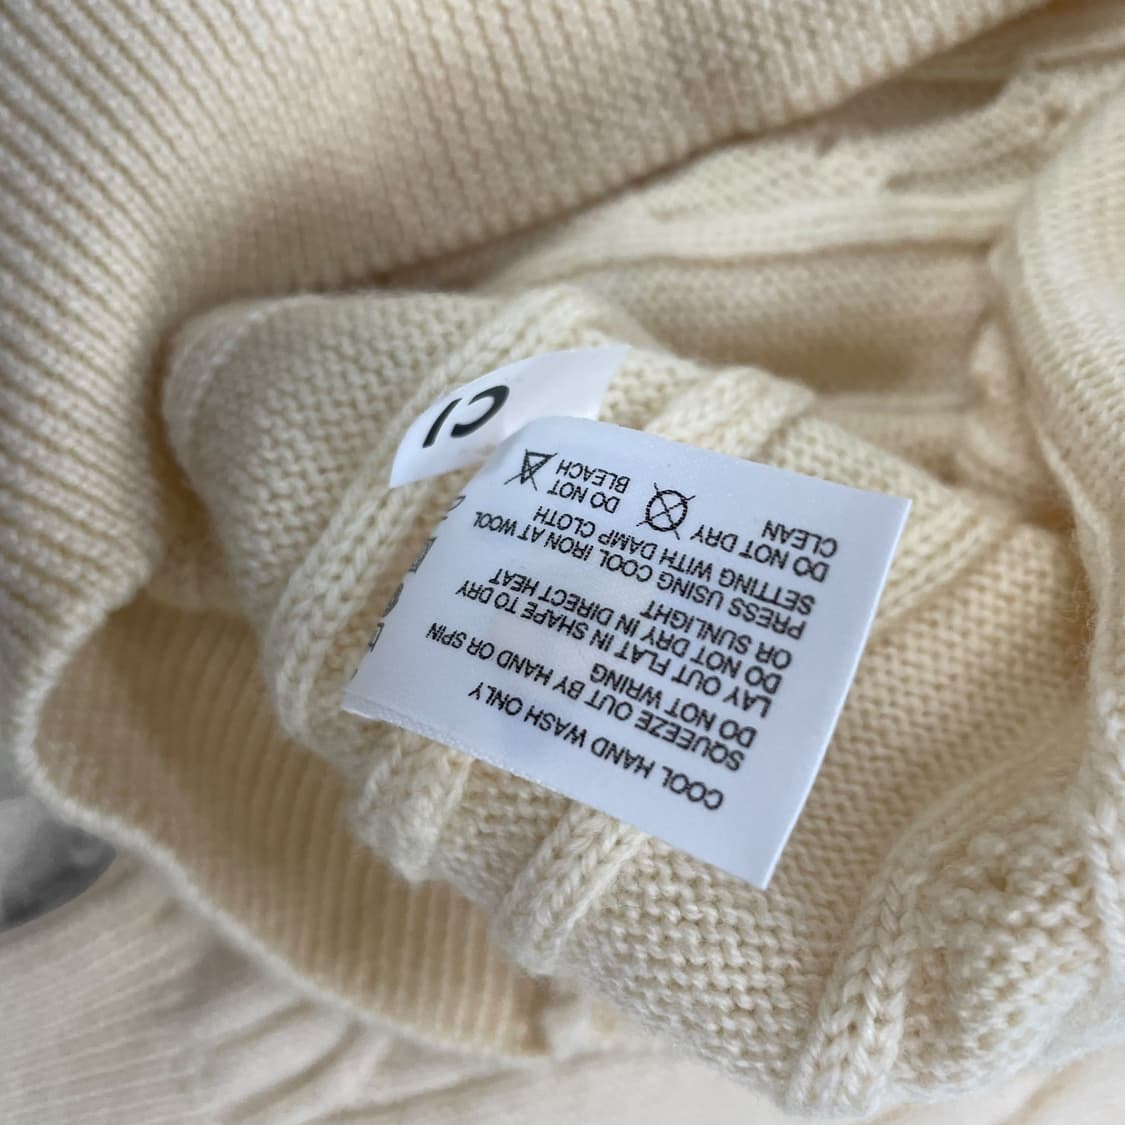 COOL HAND WASH ONLY
SQUEEZE OUT BY HAND OR SPIN
DO NOT WRING
LAY OUT FLAT IN SHAPE TO DRY
DO NOT DRY IN DIRECT HEAT
OR SUNLIGHT
PRESS USING COOL IRON AT WOOL
SETTING WITH DAMP CLOTH
DO NOT DRY
CLEAN
DO NOT
BLEACH